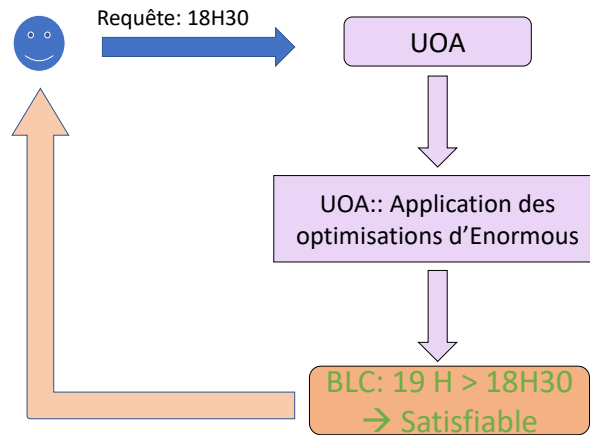 Requête: 18H30
UOA
UOA:: Application des
optimisations d’Enormous
BLC: 19 H > 18H30
→ Satisfiable